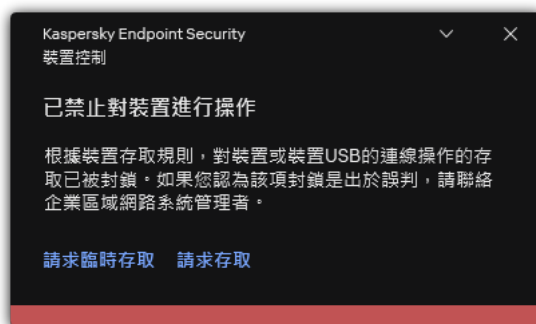 Kaspersky Endpoint Security
裝置控制
已禁止對裝置進行操作
根據裝置存取規則，對裝置或裝置USB的連線操作的存
取已被封鎖。如果您認為該項封鎖是出於誤判，請聯絡
企業區域網路系統管理者。
請求臨時存取 請求存取